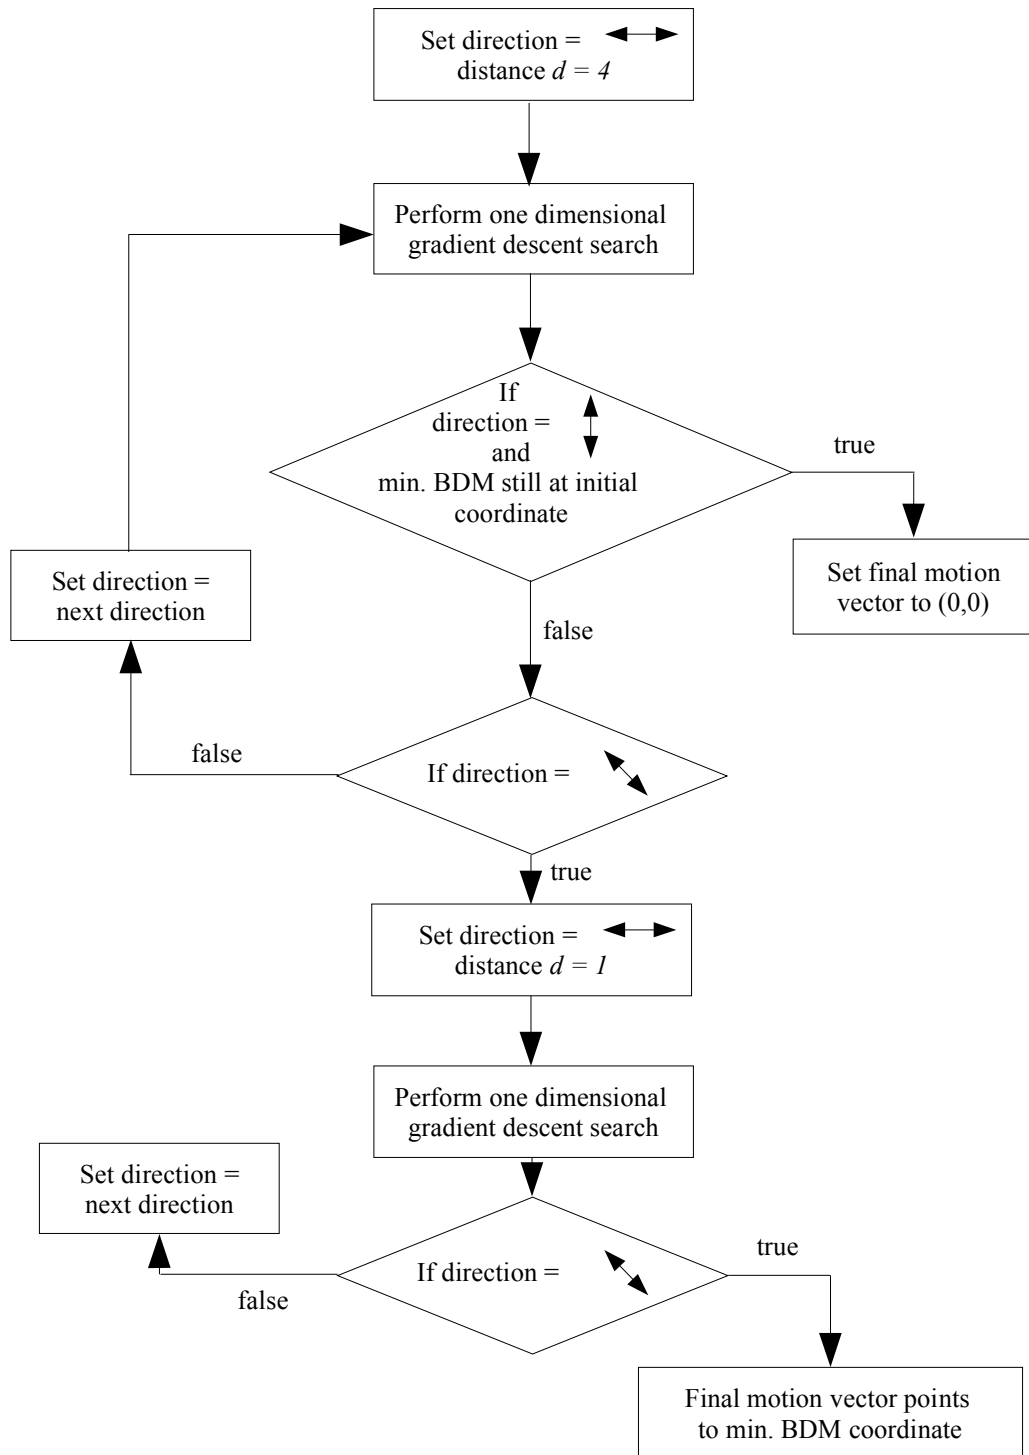 Set direction =
distance d = 4
Perform one dimensional
gradient descent search
If
direction =
and
min. BDM still at initial
coordinate
true
Set final motion
vector to (0,0)
Set direction =
next direction
false
false
If direction =
true
Set direction =
distance d = 1
Perform one dimensional
gradient descent search
Set direction =
next direction
If direction =
true
false
Final motion vector points
to min. BDM coordinate